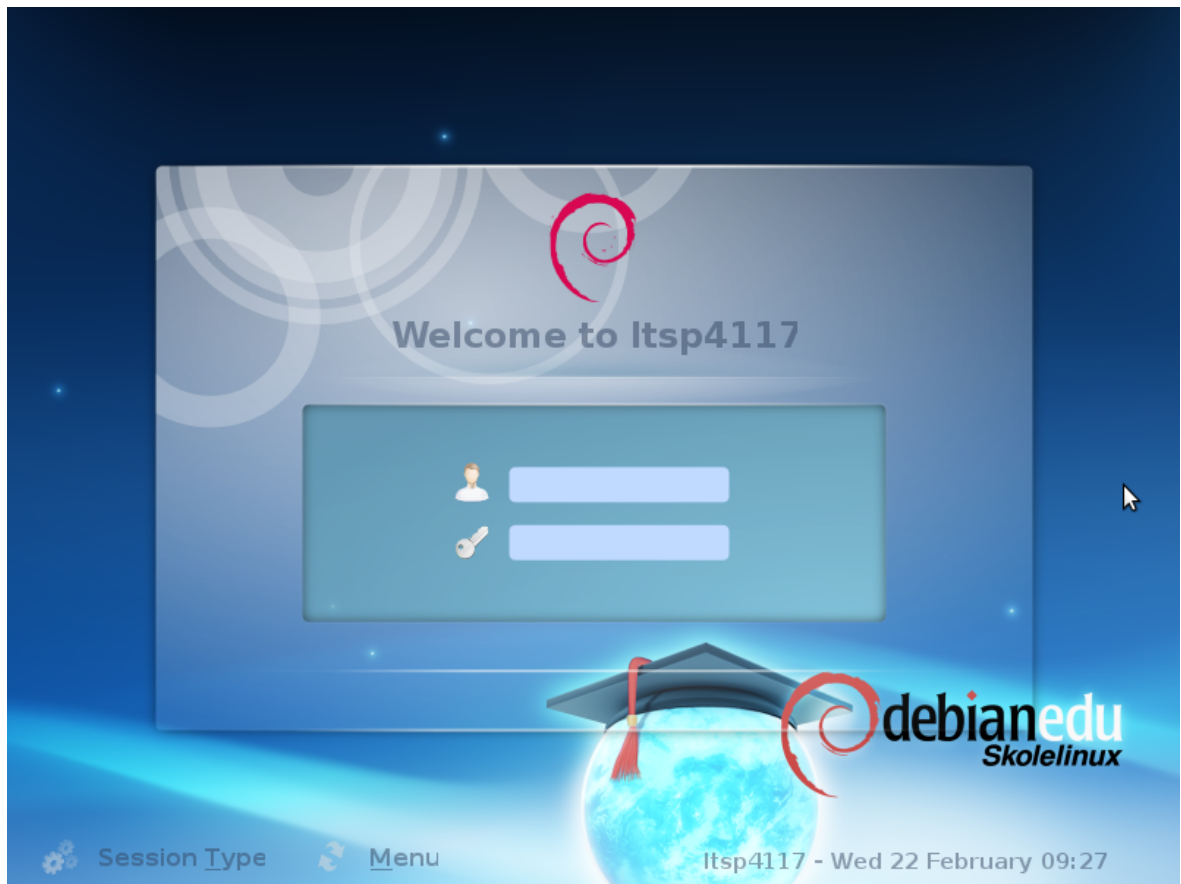 Welcome to ltsp4117
debianedu
Skolelinux
Session Type
Menu
ltsp4117 - Wed 22 February 09:27